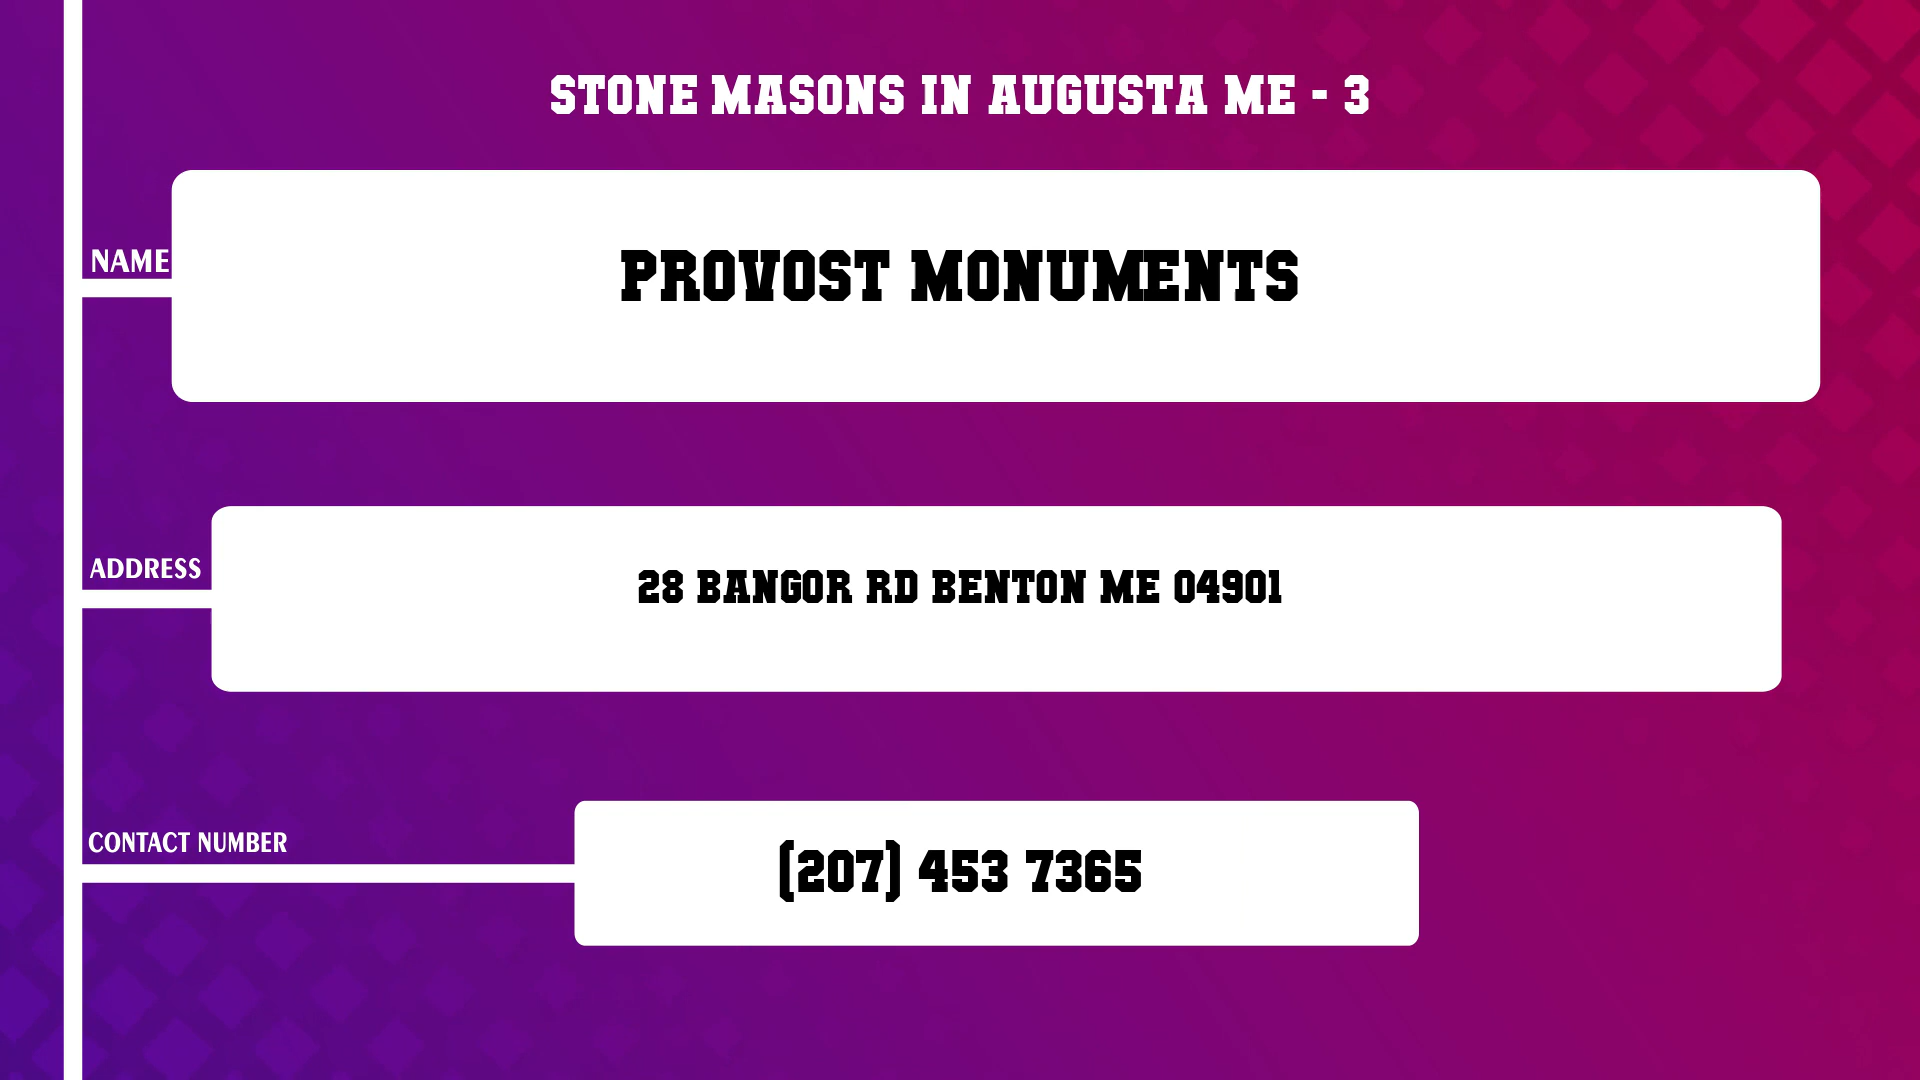 STONE MASONS IN AUGUSTA ME - 3
NAME
PROVOST MONUMENTS
ADDRESS
28 BANGOR RD BENTON ME 04901
CONTACT NUMBER
(207) 453 7365